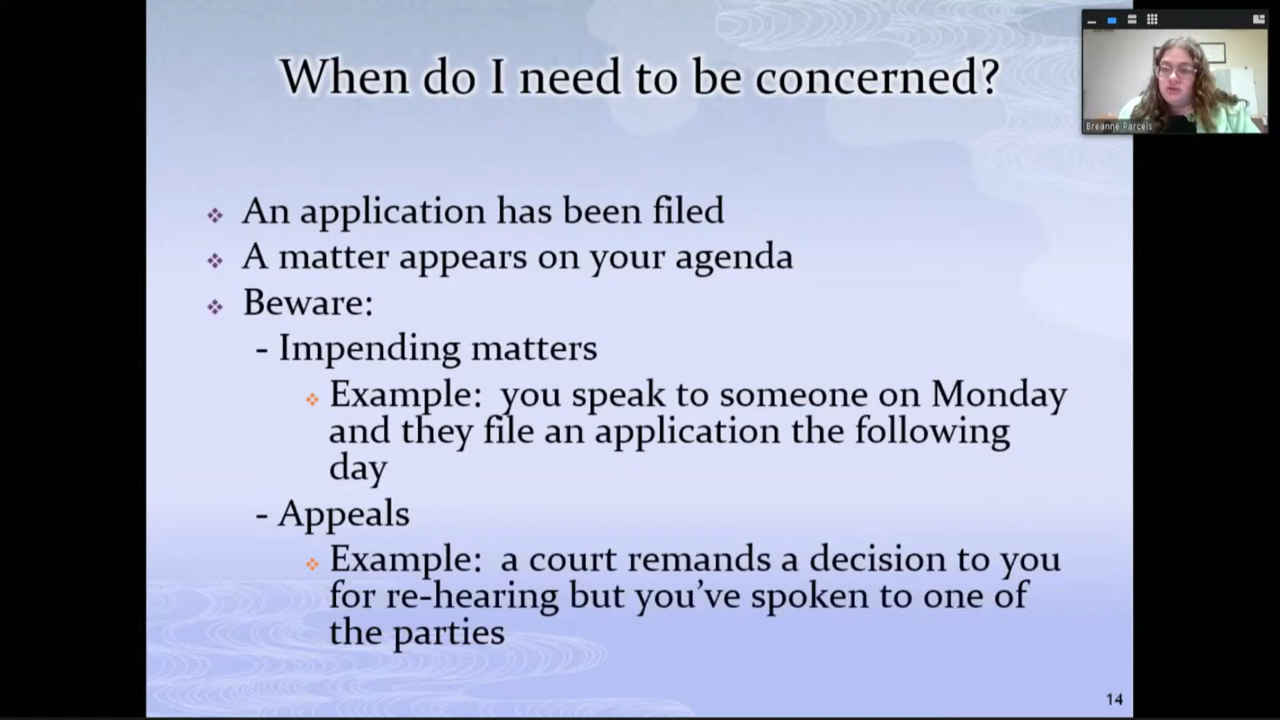 When do I need to be concerned?
Breanne Parcels
An application has been filed
A matter appears on your agenda
Beware:
- Impending matters
Example: you speak to someone on Monday
and they file an application the following
day
- Appeals
Example: a court remands a decision to you
for re-hearing but you’ve spoken to one of
the parties
14